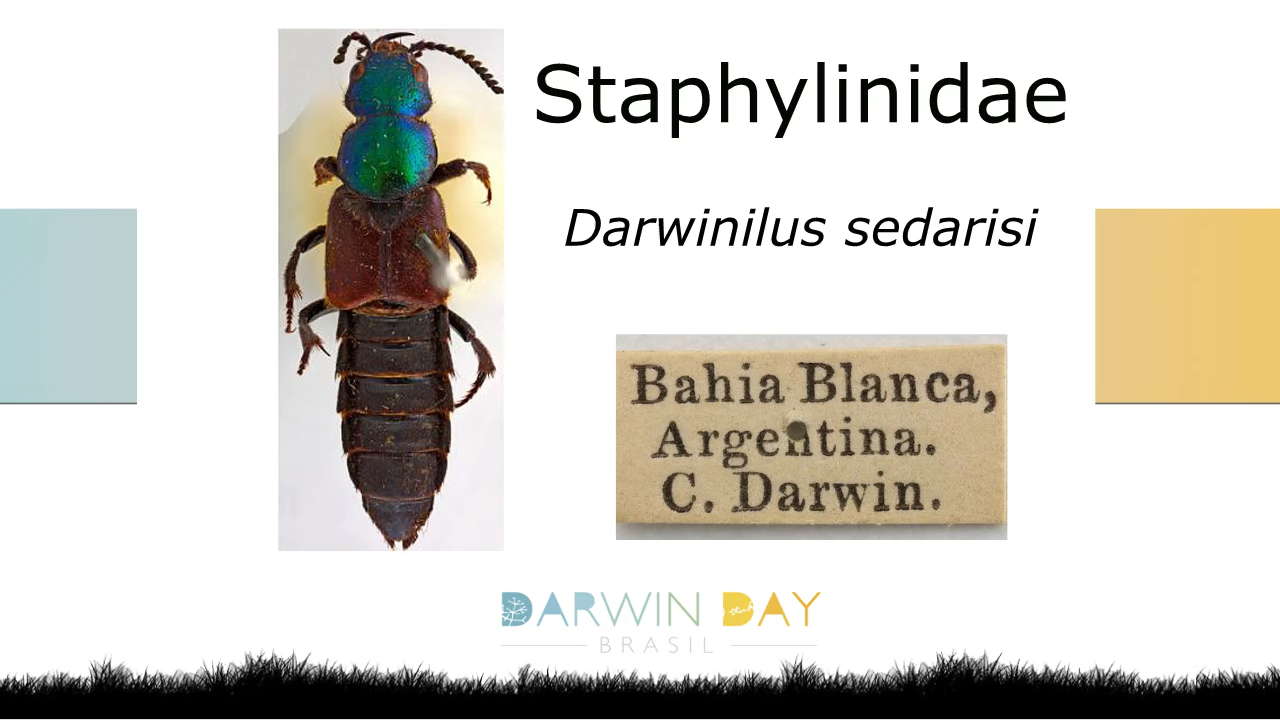 Staphylinidae
Darwinilus sedarisi
Bahia Blanca,
Argentina.
C. Darwin.
DARWIN DAY
BRASIL